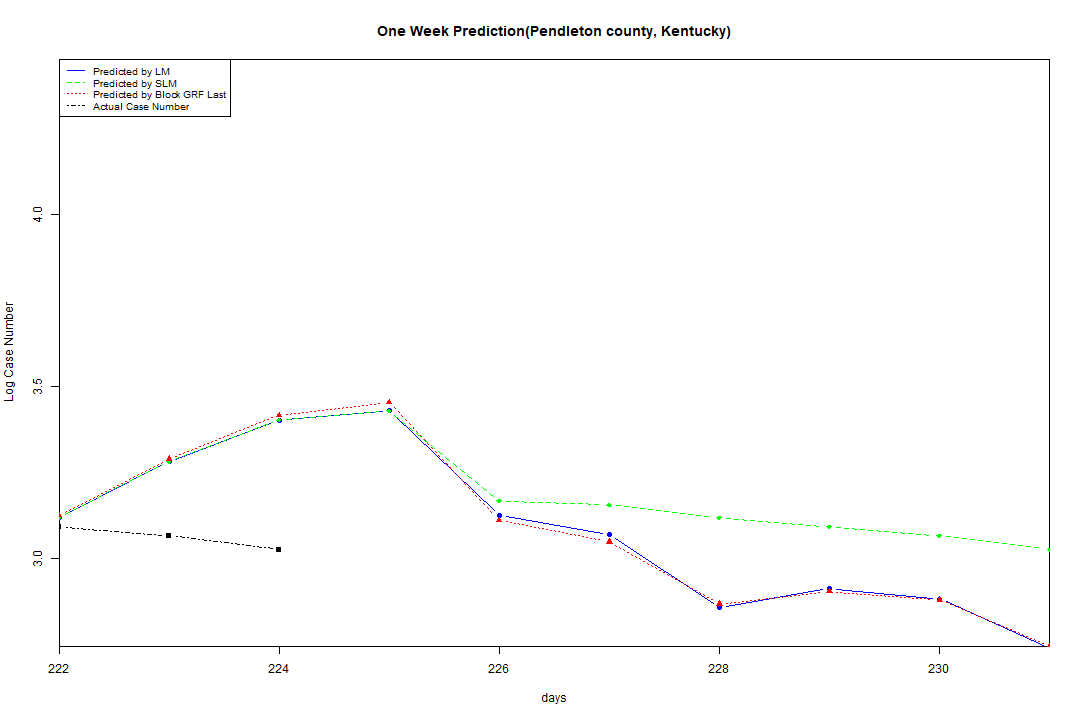 One Week Prediction(Pendleton county, Kentucky)
Predicted by LM
Predicted by SLM
Predicted by Block GRF Last
Actual Case Number
4.0
3.5
3.0
Log Case Number
222 224 226 228 230
days